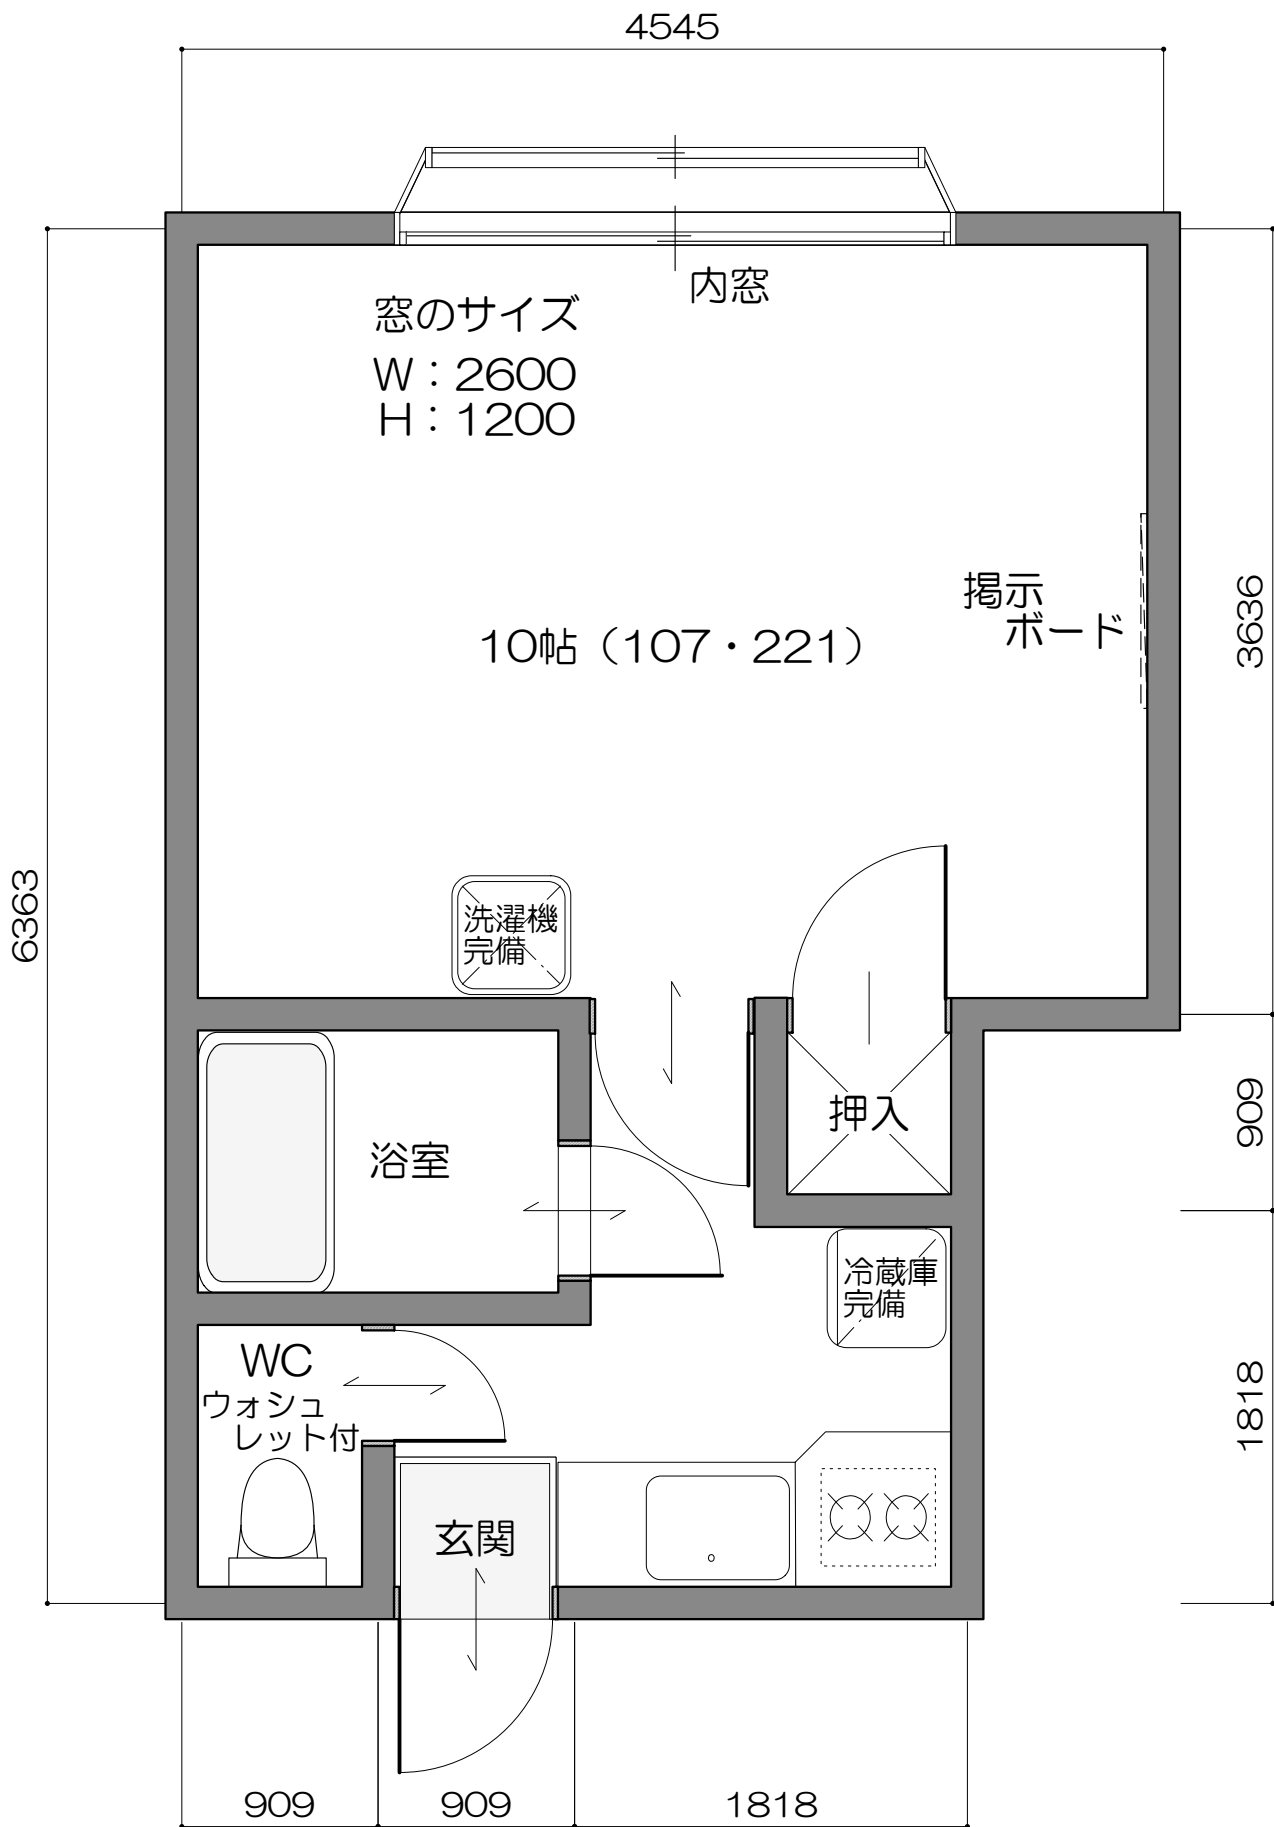 4545
内窓
窓のサイズ
W：2600
H：1200
掲示
ボード
3636
10帖（107・221）
6363
洗濯機
完備
押入
909
浴室
冷蔵庫
完備
WC
ウォシュ
レット付
1818
玄関
909
909
1818